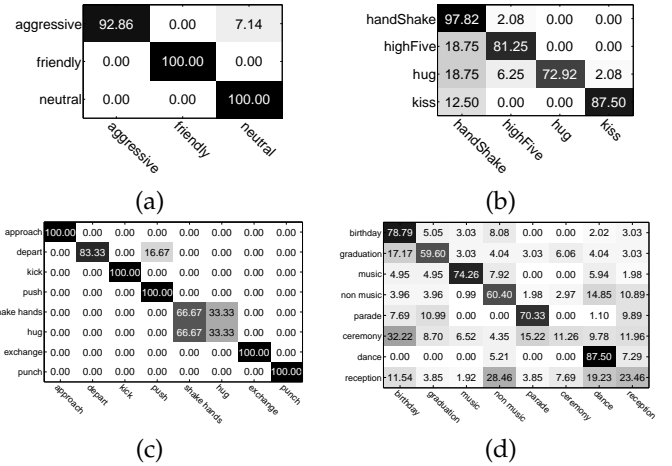 aggressive 92.86 0.00 7.14
friendly 0.00 100.00 0.00
neutral 0.00 0.00 100.00
aggressive friendly neutral
(a)
handShake 97.82 2.08 0.00 0.00
highFive 18.75 81.25 0.00 0.00
hug 18.75 6.25 72.92 2.08
kiss 12.50 0.00 0.00 87.50
handShake highFive hug kiss
(b)
approach 100.00 0.00 0.00 0.00 0.00 0.00 0.00 0.00
depart 0.00 83.33 0.00 16.67 0.00 0.00 0.00 0.00
kick 0.00 0.00 100.00 0.00 0.00 0.00 0.00 0.00
push 0.00 0.00 0.00 100.00 0.00 0.00 0.00 0.00
ake hands 0.00 0.00 0.00 0.00 66.67 33.33 0.00 0.00
hug 0.00 0.00 0.00 0.00 66.67 33.33 0.00 0.00
exchange 0.00 0.00 0.00 0.00 0.00 0.00 100.00 0.00
punch 0.00 0.00 0.00 0.00 0.00 0.00 0.00 100.00
approach depart kick push shake hands hug exchange punch
(c)
birthday 78.79 5.05 3.03 8.08 0.00 0.00 2.02 3.03
graduation 17.17 59.60 3.03 4.04 3.03 6.06 4.04 3.03
music 4.95 4.95 74.26 7.92 0.00 0.00 5.94 1.98
non music 3.96 3.96 0.99 60.40 1.98 2.97 14.85 10.89
parade 7.69 10.99 0.00 0.00 70.33 0.00 1.10 9.89
ceremony 32.22 8.70 6.52 4.35 15.22 11.26 9.78 11.96
dance 0.00 0.00 0.00 5.21 0.00 0.00 87.50 7.29
reception 11.54 3.85 1.92 28.46 3.85 7.69 19.23 23.46
birthday graduation music non music parade ceremony dance reception
(d)